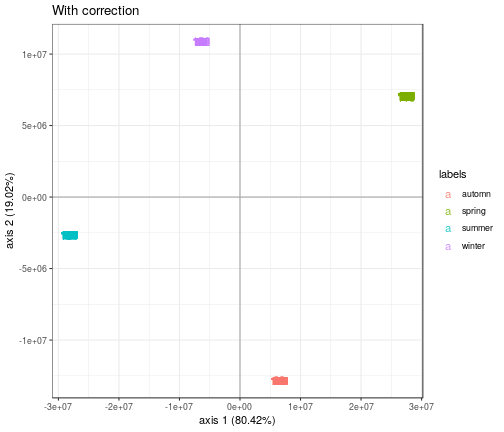 With correction
1e+07
5e+06
0e+00
-5e+06
-1e+07
axis 2 (19.02%)
-3e+07 -2e+07 -1e+07 0e+00 1e+07 2e+07 3e+07
axis 1 (80.42%)
labels
a automn
a spring
a summer
a winter